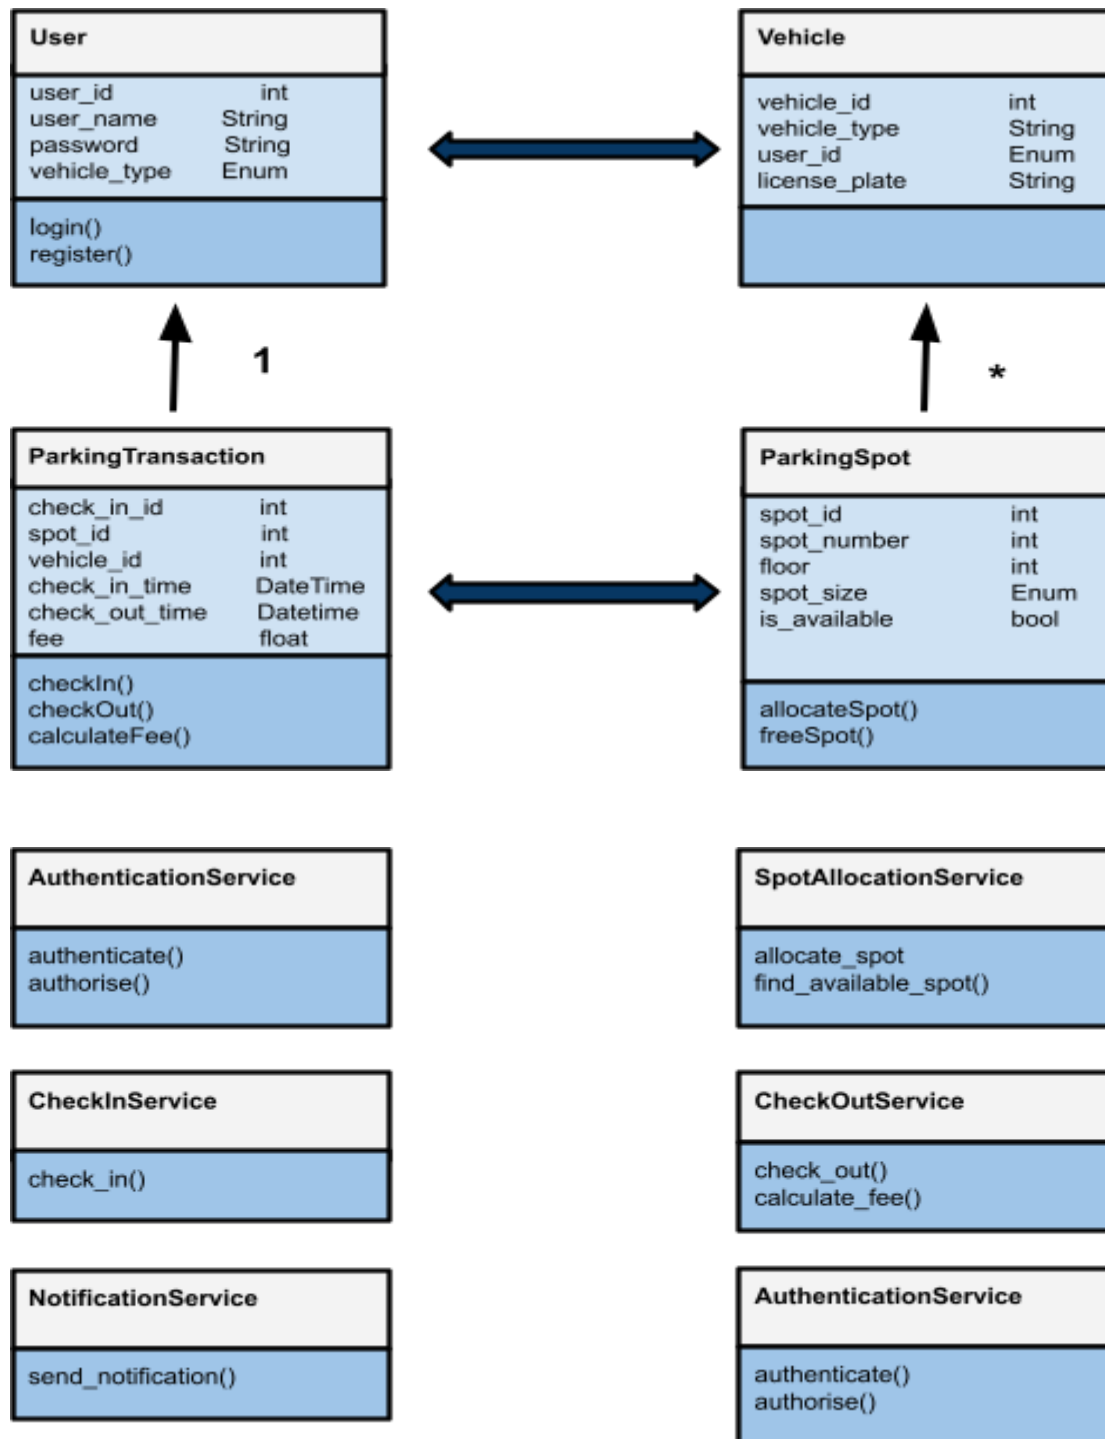 User
user_id int
user_name String
password String
vehicle_type Enum
login()
register()
Vehicle
vehicle_id int
vehicle_type String
user_id Enum
license_plate String
1
*
ParkingTransaction
check_in_id int
spot_id int
vehicle_id int
check_in_time DateTime
check_out_time Datetime
fee float
checkIn()
checkOut()
calculateFee()
ParkingSpot
spot_id int
spot_number int
floor int
spot_size Enum
is_available bool
allocateSpot()
freeSpot()
AuthenticationService
authenticate()
authorise()
SpotAllocationService
allocate_spot
find_available_spot()
CheckInService
check_in()
CheckOutService
check_out()
calculate_fee()
NotificationService
send_notification()
AuthenticationService
authenticate()
authorise()